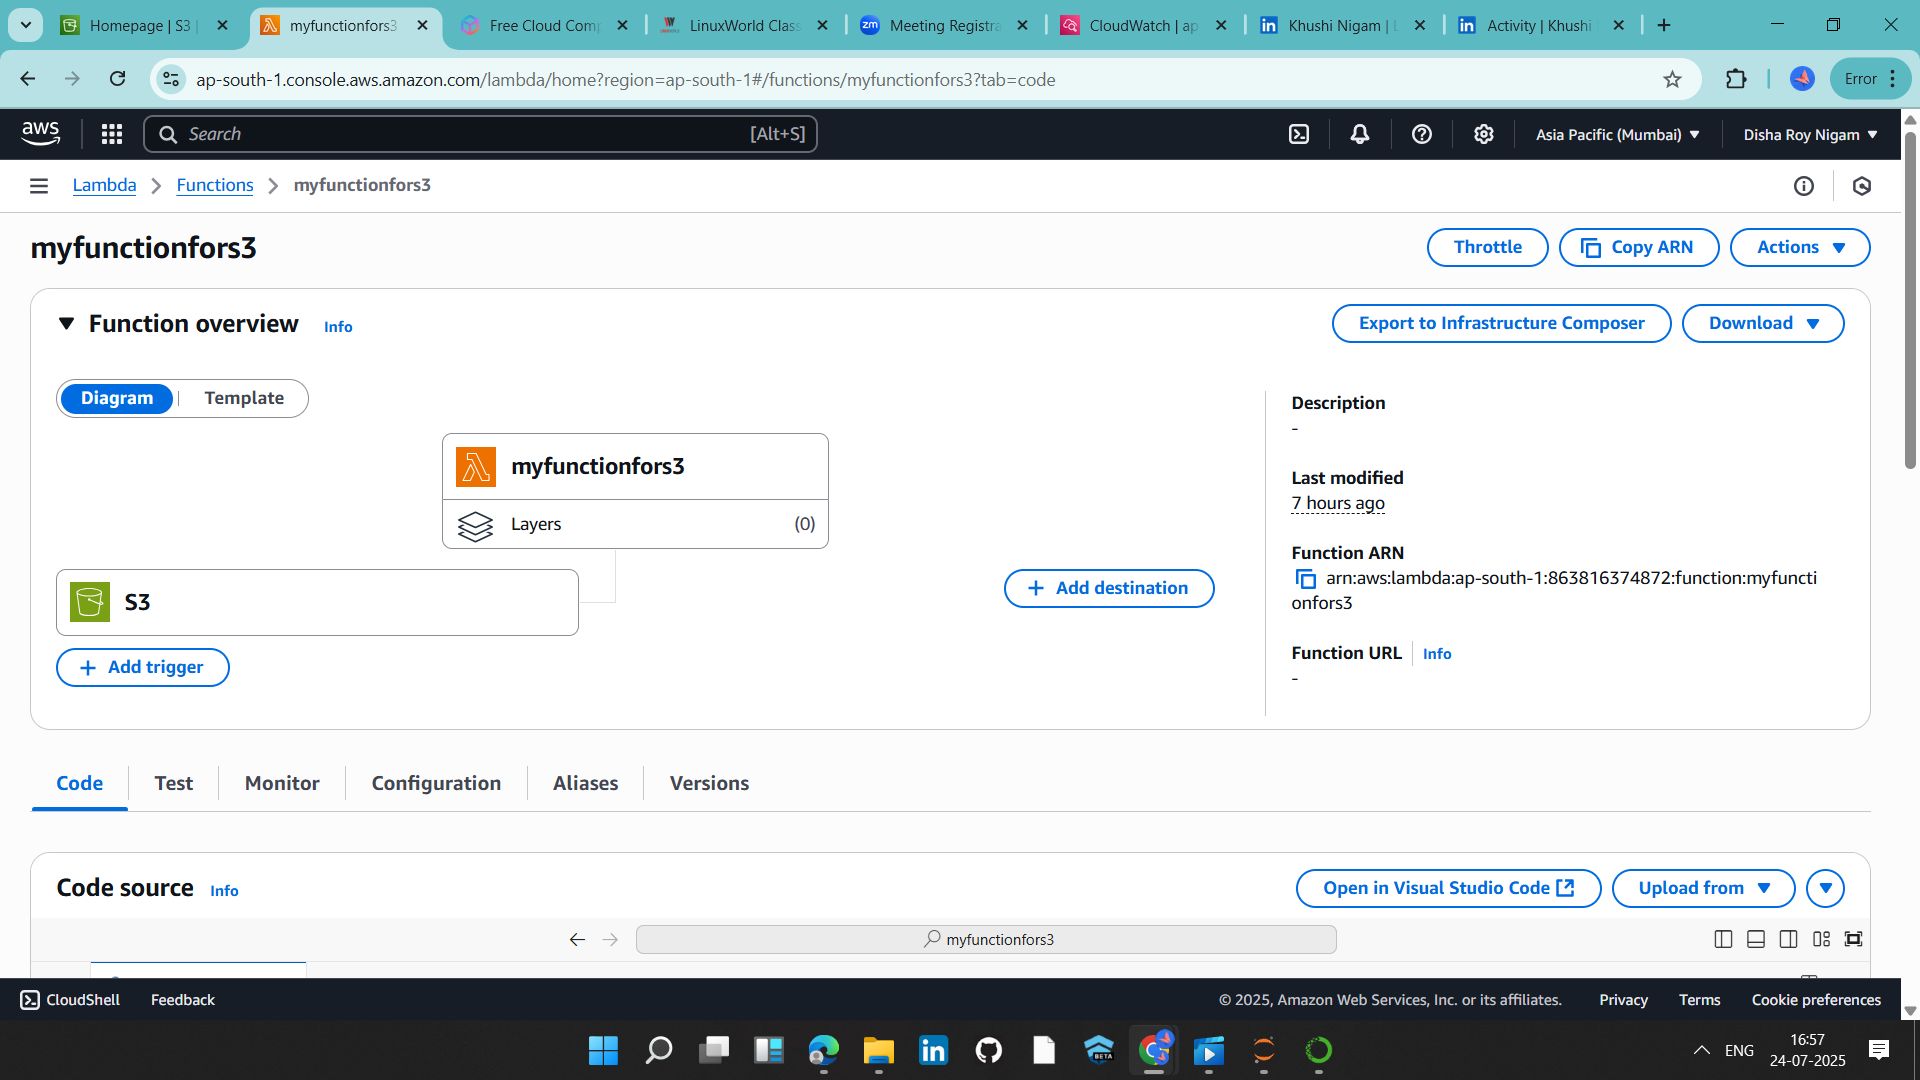 Homepage | S3 |
myfunctionfors3
Free Cloud Comp
LinuxWorld Class
zm
Meeting Registra
CloudWatch | ap
Khushi Nigam | L
Activity | Khushi
ap-south-1.console.aws.amazon.com/lambda/home?region=ap-south-1#/functions/myfunctionfors3?tab=code
Error
aws
Search
[Alt+S]
Asia Pacific (Mumbai)
Disha Roy Nigam
Lambda
Functions
myfunctionfors3
myfunctionfors3
Throttle
Copy ARN
Actions
Function overview
Info
Export to Infrastructure Composer
Download
Diagram
Template
myfunctionfors3
Layers
(0)
S3
Add trigger
Add destination
Description
-
Last modified
7 hours ago
Function ARN
arn:aws:lambda:ap-south-1:863816374872:function:myfuncti
onfors3
Function URL
Info
-
Code
Test
Monitor
Configuration
Aliases
Versions
Code source
Info
Open in Visual Studio Code
Upload from
myfunctionfors3
CloudShell
Feedback
© 2025, Amazon Web Services, Inc. or its affiliates.
Privacy
Terms
Cookie preferences
BETA
ENG
16:57
24-07-2025